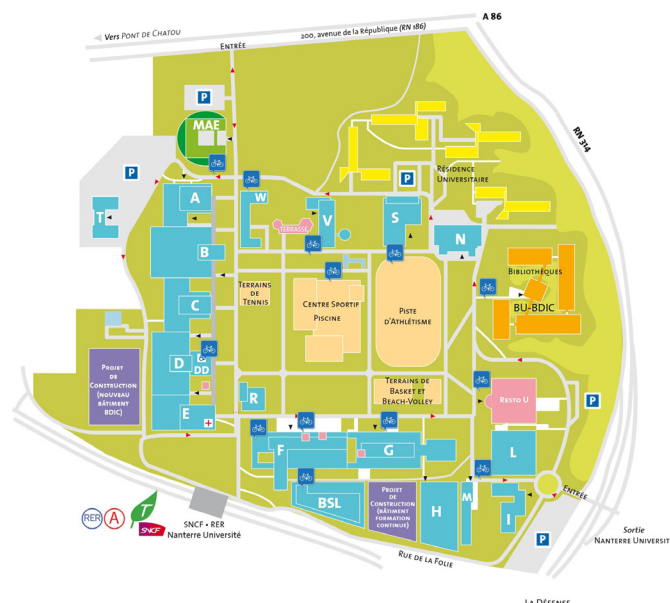 A 86
Vers PONT DE CHATOU
200, avenue de la République (RN 186)
ENTRÉE
P
MAE
RN 314
P
RÉSIDENCE
UNIVERSITAIRE
P
A
W
T
TERRASSE
V
S
N
B
BIBLIOTHÈQUES
BU-BDIC
TERRAINS
DE
TENNIS
CENTRE SPORTIF
PISCINE
PISTE
D'ATHLÉTISME
C
PROJET
DE
CONSTRUCTION
(NOUVEAU
BÂTIMENT
BDIC)
D
DD
TERRAINS DE
BASKET ET
BEACH-VOLLEY
R
RESTO U
P
E
F
G
L
ENTRÉE
BSL
PROJET
DE
CONSTRUCTION
(BÂTIMENT
FORMATION
CONTINUE)
H
M
I
RER
A
T
SNCF
SNCF • RER
Nanterre Université
P
Sortie
NANTERRE UNIVERSIT
RUE DE LA FOLIE
LA DÉFENSE